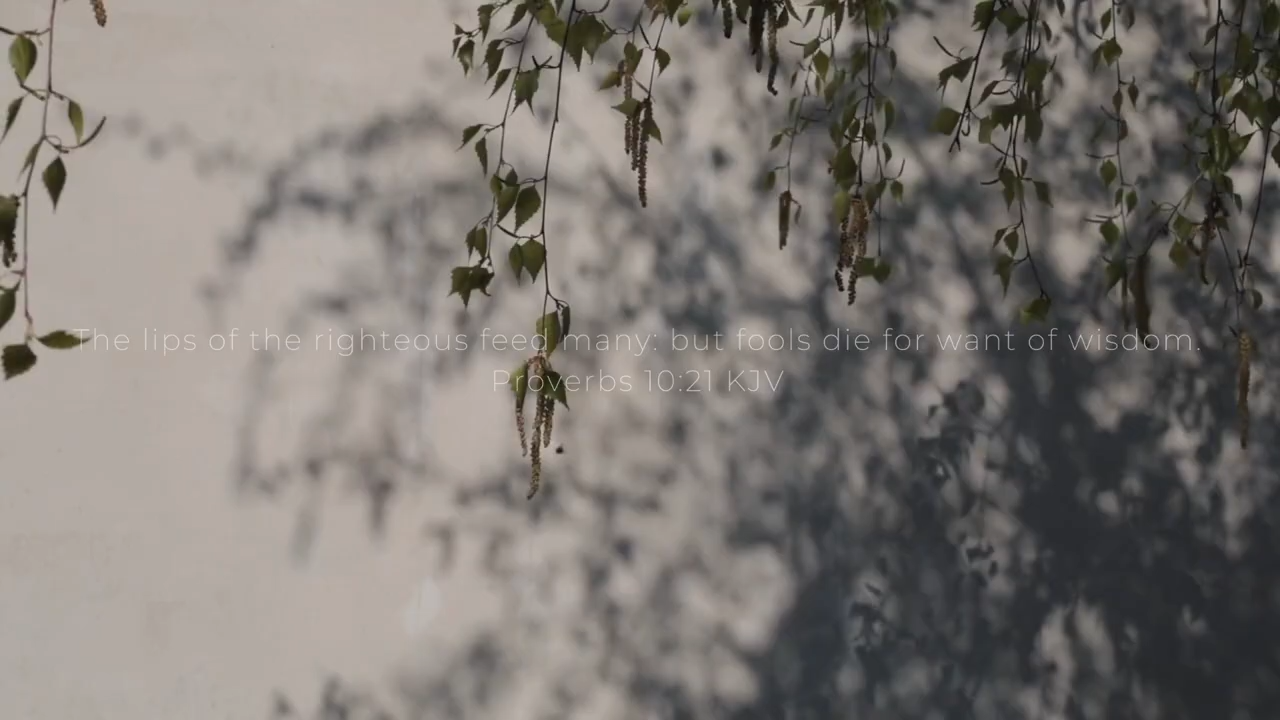 The lips of the righteous feed many: but fools die for want of wisdom.
Proverbs 10:21 KJV